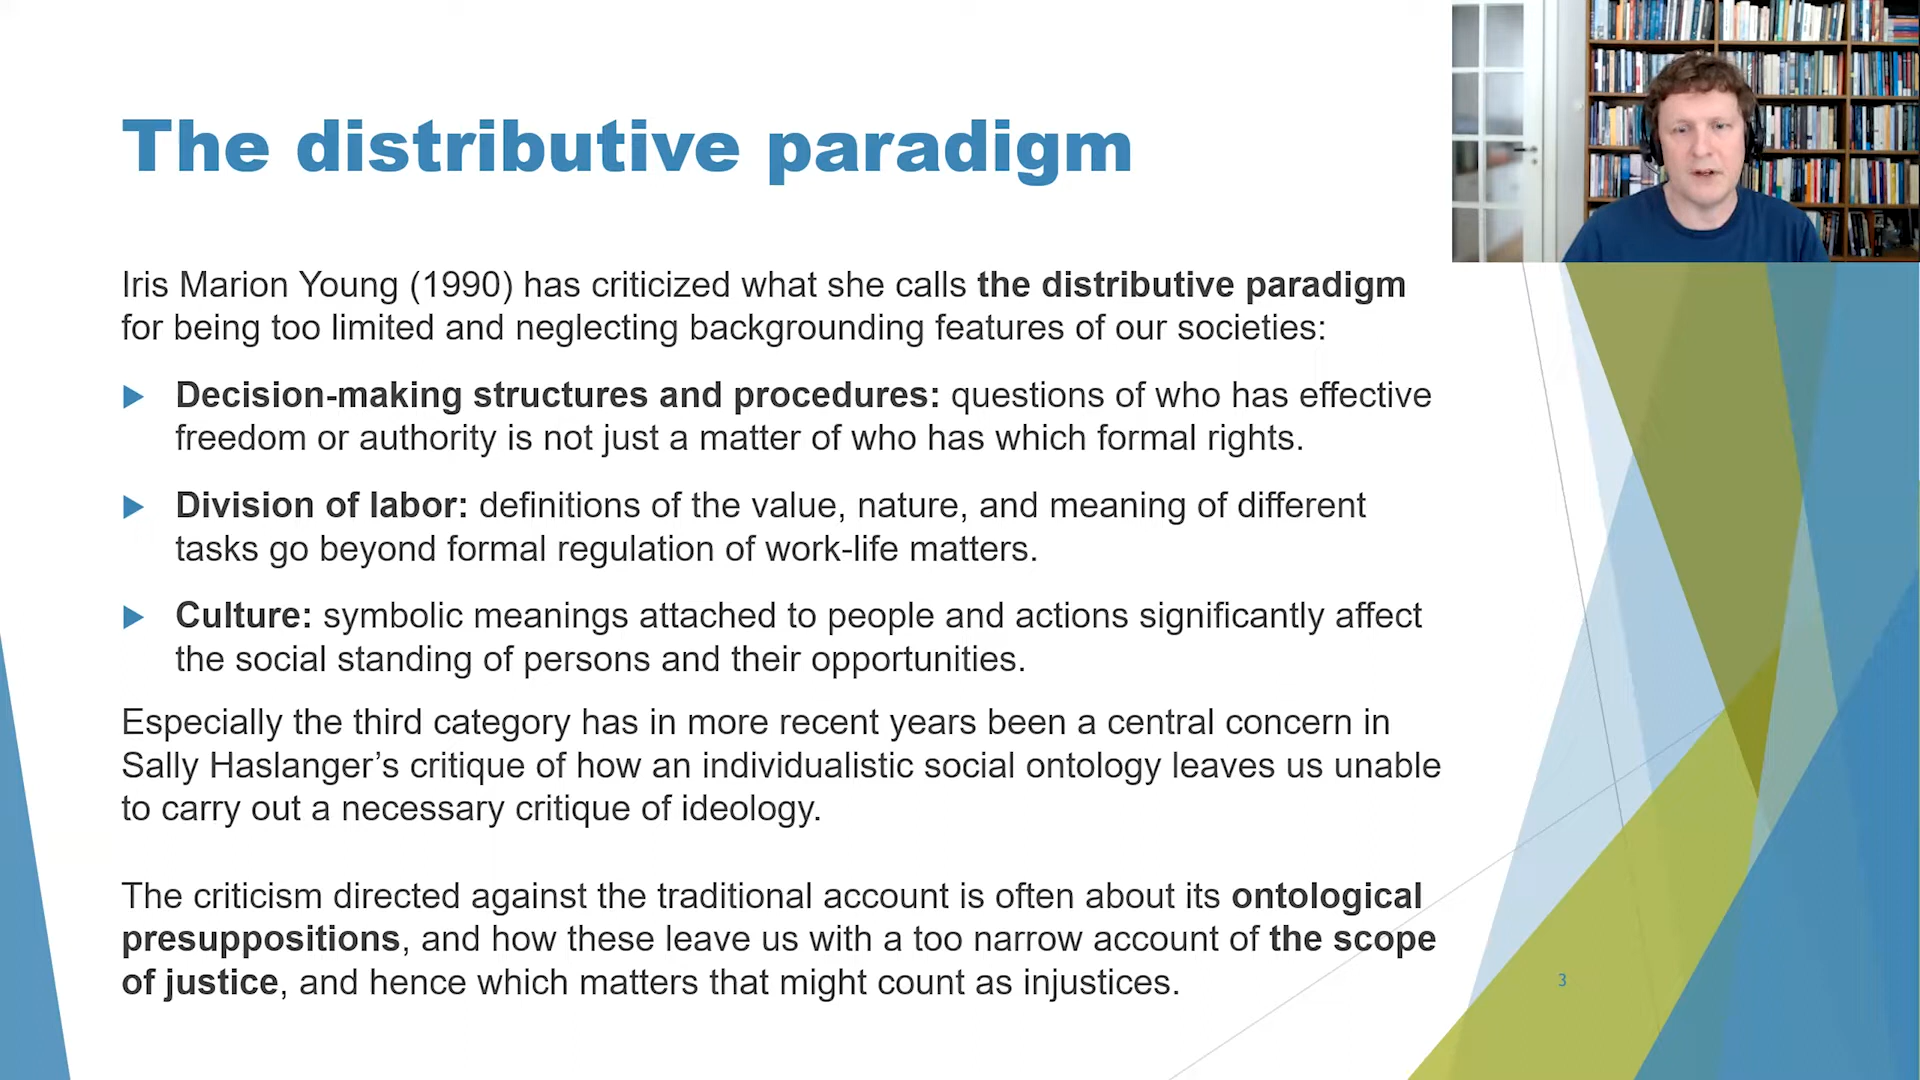 The distributive paradigm
Iris Marion Young (1990) has criticized what she calls the distributive paradigm
for being too limited and neglecting backgrounding features of our societies:
Decision-making structures and procedures: questions of who has effective
freedom or authority is not just a matter of who has which formal rights.
Division of labor: definitions of the value, nature, and meaning of different
tasks go beyond formal regulation of work-life matters.
Culture: symbolic meanings attached to people and actions significantly affect
the social standing of persons and their opportunities.
Especially the third category has in more recent years been a central concern in
Sally Haslanger’s critique of how an individualistic social ontology leaves us unable
to carry out a necessary critique of ideology.
The criticism directed against the traditional account is often about its ontological
presuppositions, and how these leave us with a too narrow account of the scope
of justice, and hence which matters that might count as injustices.
3